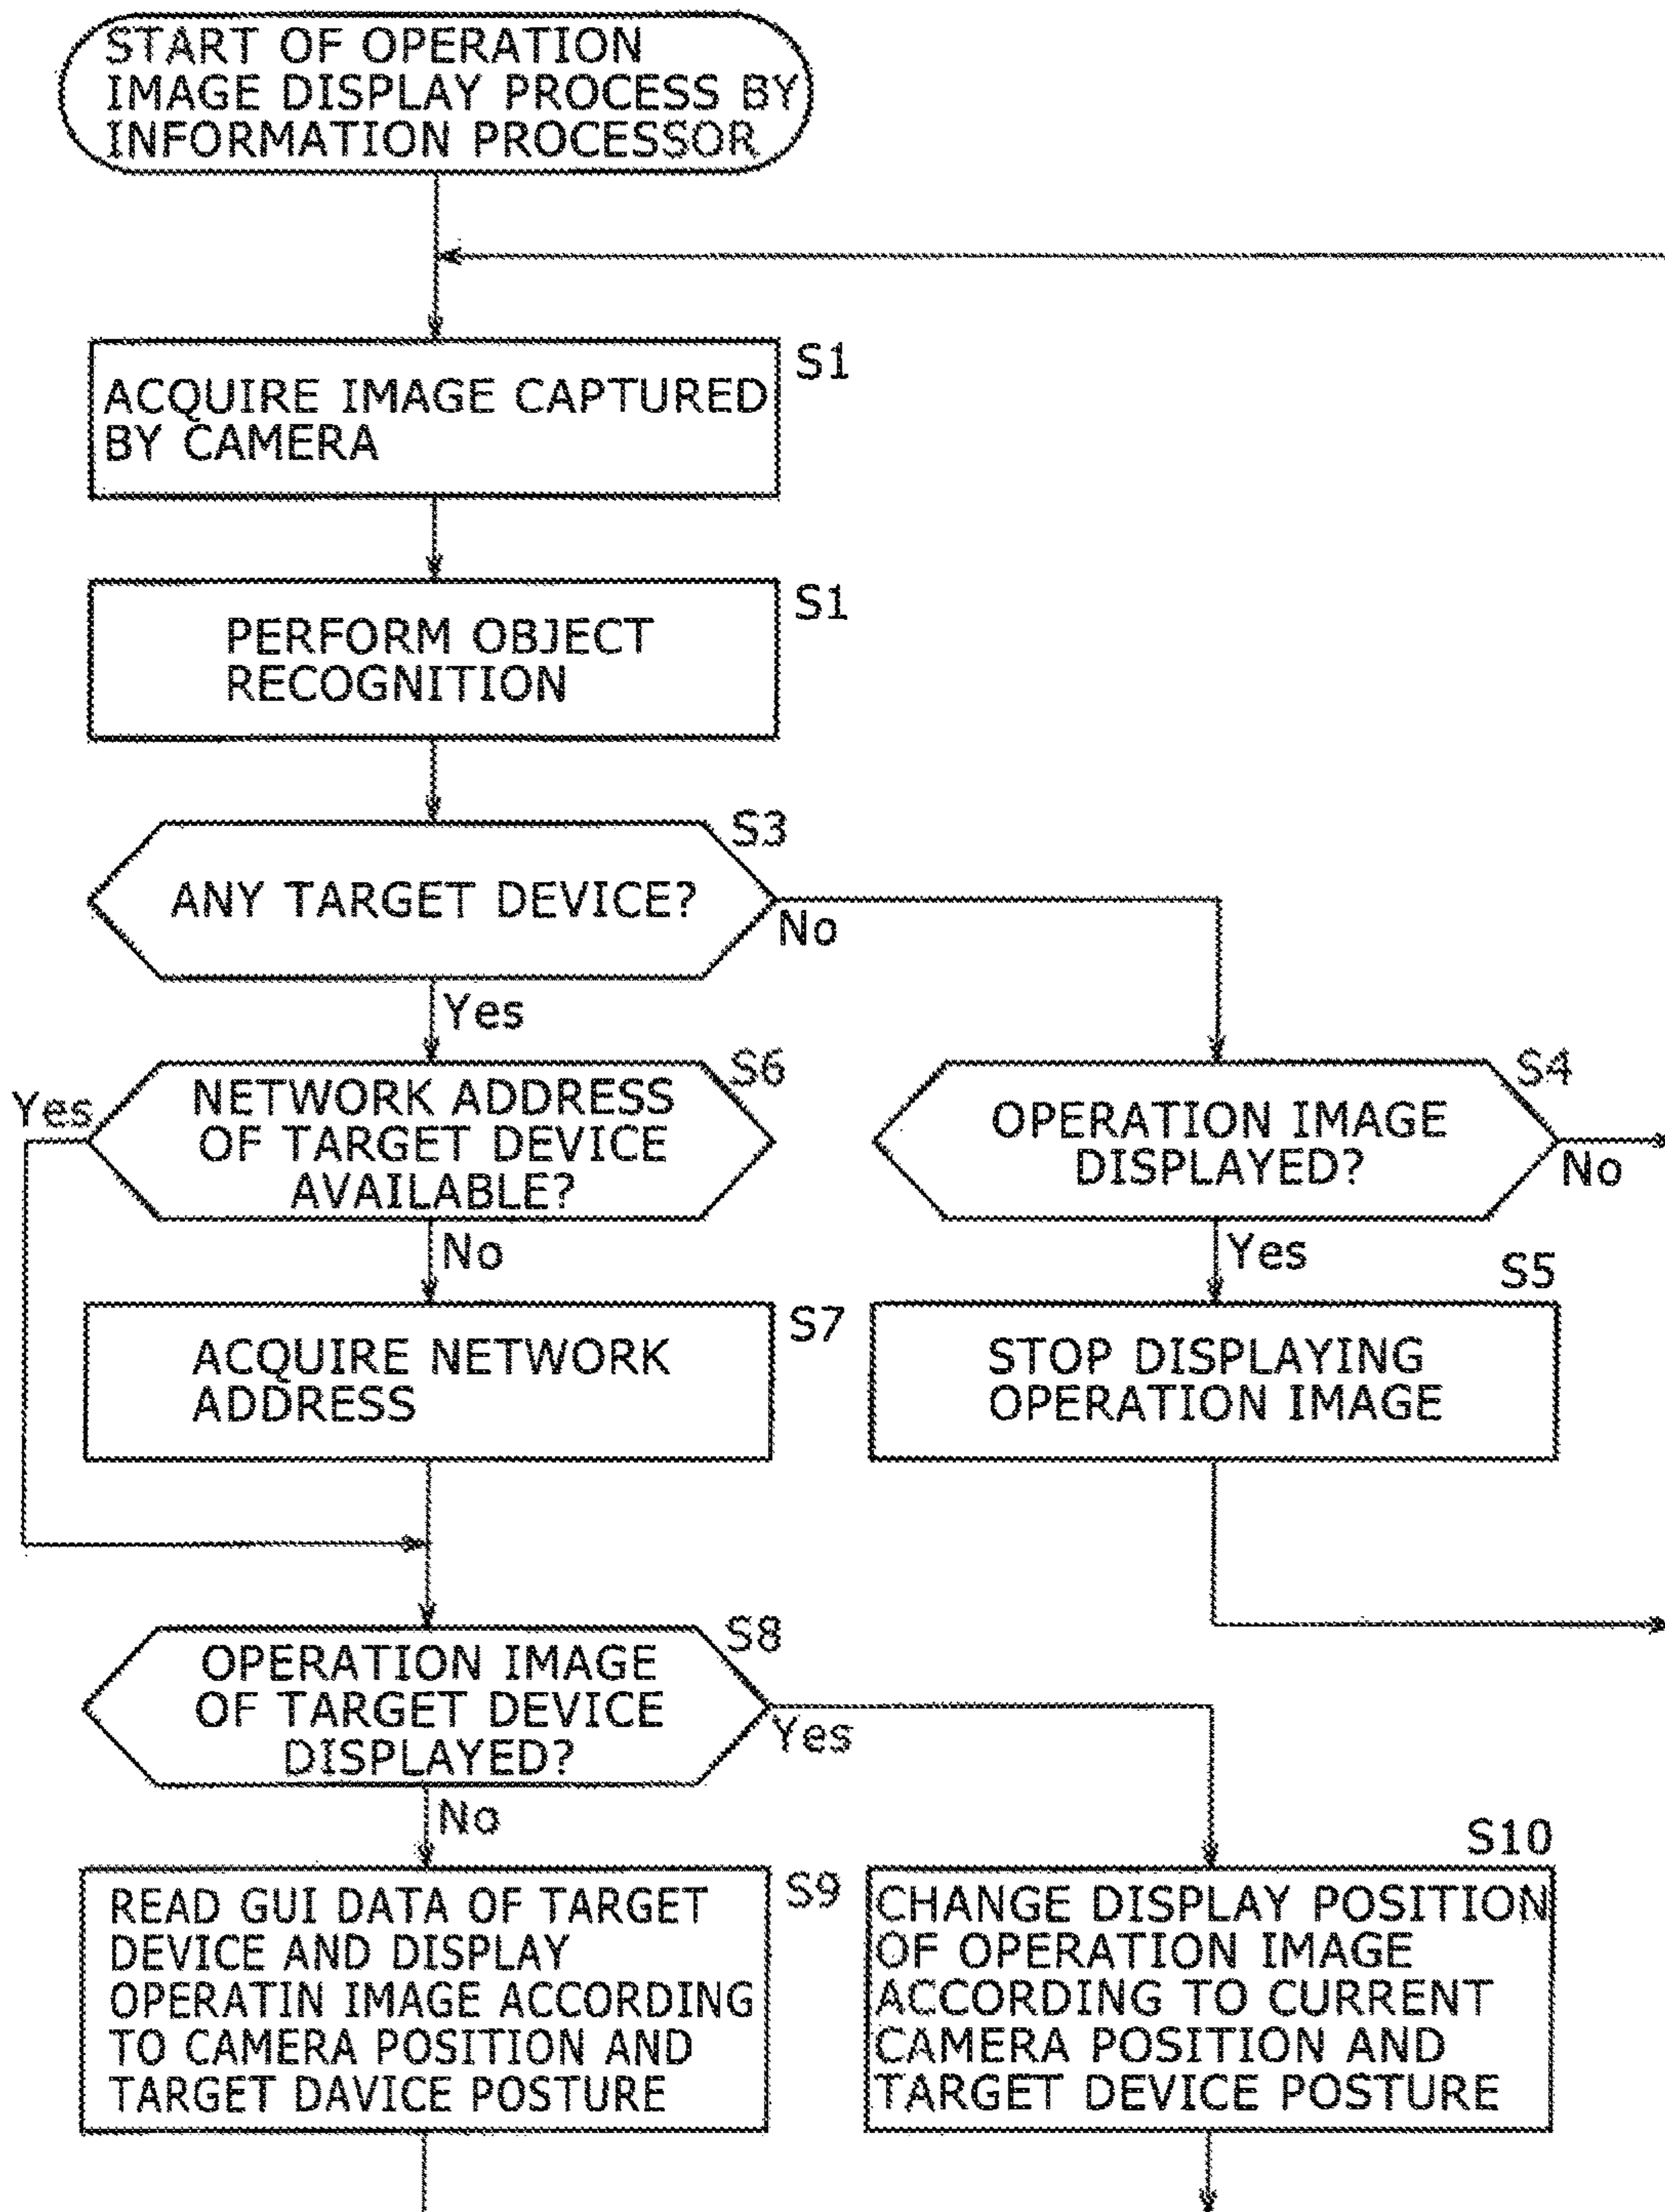 START OF OPERATION
IMAGE DISPLAY PROCESS BY
INFORMATION PROCESSOR
S1
ACQUIRE IMAGE CAPTURED
BY CAMERA
S1
PERFORM OBJECT
RECOGNITION
S3
ANY TARGET DEVICE?
No
Yes
S6
NETWORK ADDRESS
OF TARGET DEVICE
AVAILABLE?
Yes
No
S4
OPERATION IMAGE
DISPLAYED?
No
Yes
S7
ACQUIRE NETWORK
ADDRESS
S5
STOP DISPLAYING
OPERATION IMAGE
S8
OPERATION IMAGE
OF TARGET DEVICE
DISPLAYED?
Yes
No
S9
READ GUI DATA OF TARGET
DEVICE AND DISPLAY
OPERATIN IMAGE ACCORDING
TO CAMERA POSITION AND
TARGET DAVICE POSTURE
S10
CHANGE DISPLAY POSITION
OF OPERATION IMAGE
ACCORDING TO CURRENT
CAMERA POSITION AND
TARGET DEVICE POSTURE